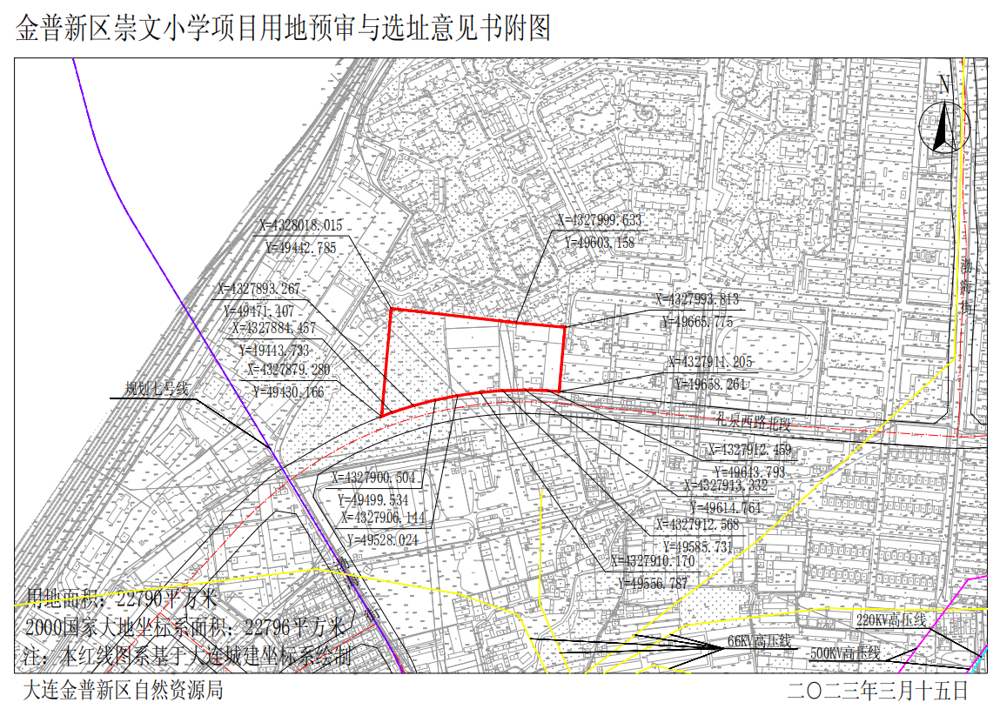 金普新区崇文小学项目用地预审与选址意见书附图
N
X=4328018.015
Y=49442.785
X=4327999.633
Y=49603.158
X=4327893.267
Y=49471.407
X=4327884.457
Y=49443.733
X=4327879.280
Y=49430.166
X=4327993.813
Y=49665.775
X=4327911.205
Y=49658.261
渤海街
规划七号线
孔泉西路北段
X=4327912.459
Y=49643.793
X=4327913.332
Y=49614.764
X=4327912.568
Y=49585.731
X=4327910.170
Y=49556.787
X=4327900.504
Y=49499.534
X=4327906.144
Y=49528.024
220KV高压线
66KV高压线
500KV高压线
用地面积：22790平方米
2000国家大地坐标系面积：22796平方米
注：本红线图系基于大连城建坐标系绘制
大连金普新区自然资源局
二〇二三年三月十五日